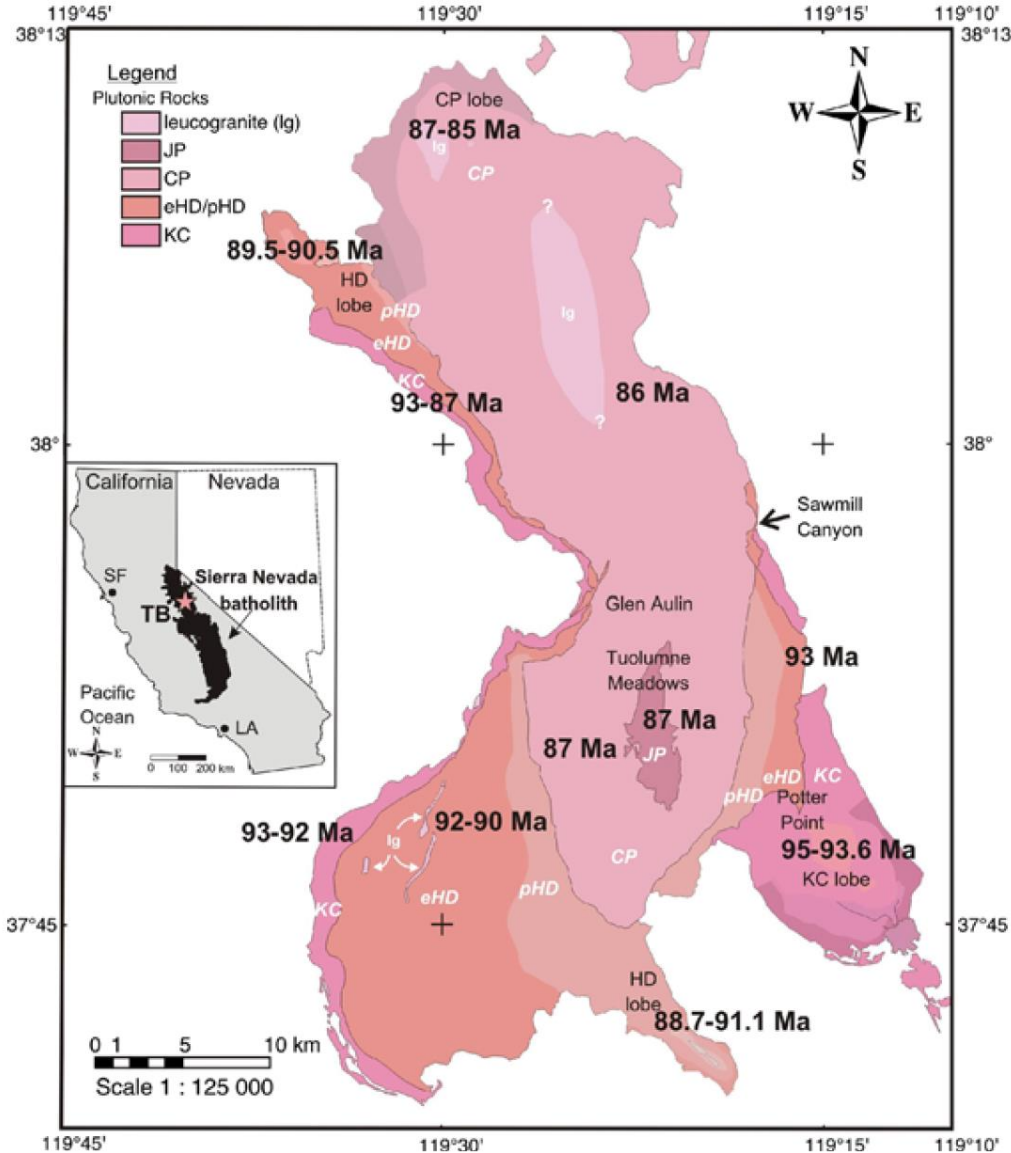 119°45'
119°30'
119°15'
119°10'
38°13
38°13
Legend
Plutonic Rocks
leucogranite (lg)
JP
CP
eHD/pHD
KC
N
W
E
S
CP lobe
87-85 Ma
lg
CP
?
89.5-90.5 Ma
HD
lobe
pHD
lg
eHD
KC
93-87 Ma
86 Ma
?
38°
38°
California
Nevada
SF
Sierra Nevada
batholith
TB
Pacific
Ocean
LA
N
W
E
S
0 100 200 km
Sawmill
Canyon
Glen Aulin
Tuolumne
Meadows
93 Ma
87 Ma
87 Ma
JP
eHD
KC
pHD
Potter
Point
93-92 Ma
92-90 Ma
lg
95-93.6 Ma
CP
KC lobe
eHD
pHD
KC
37°45
37°45
HD
lobe
88.7-91.1 Ma
0 1 5 10 km
Scale 1 : 125 000
119°45'
119°30'
119°15'
119°10'